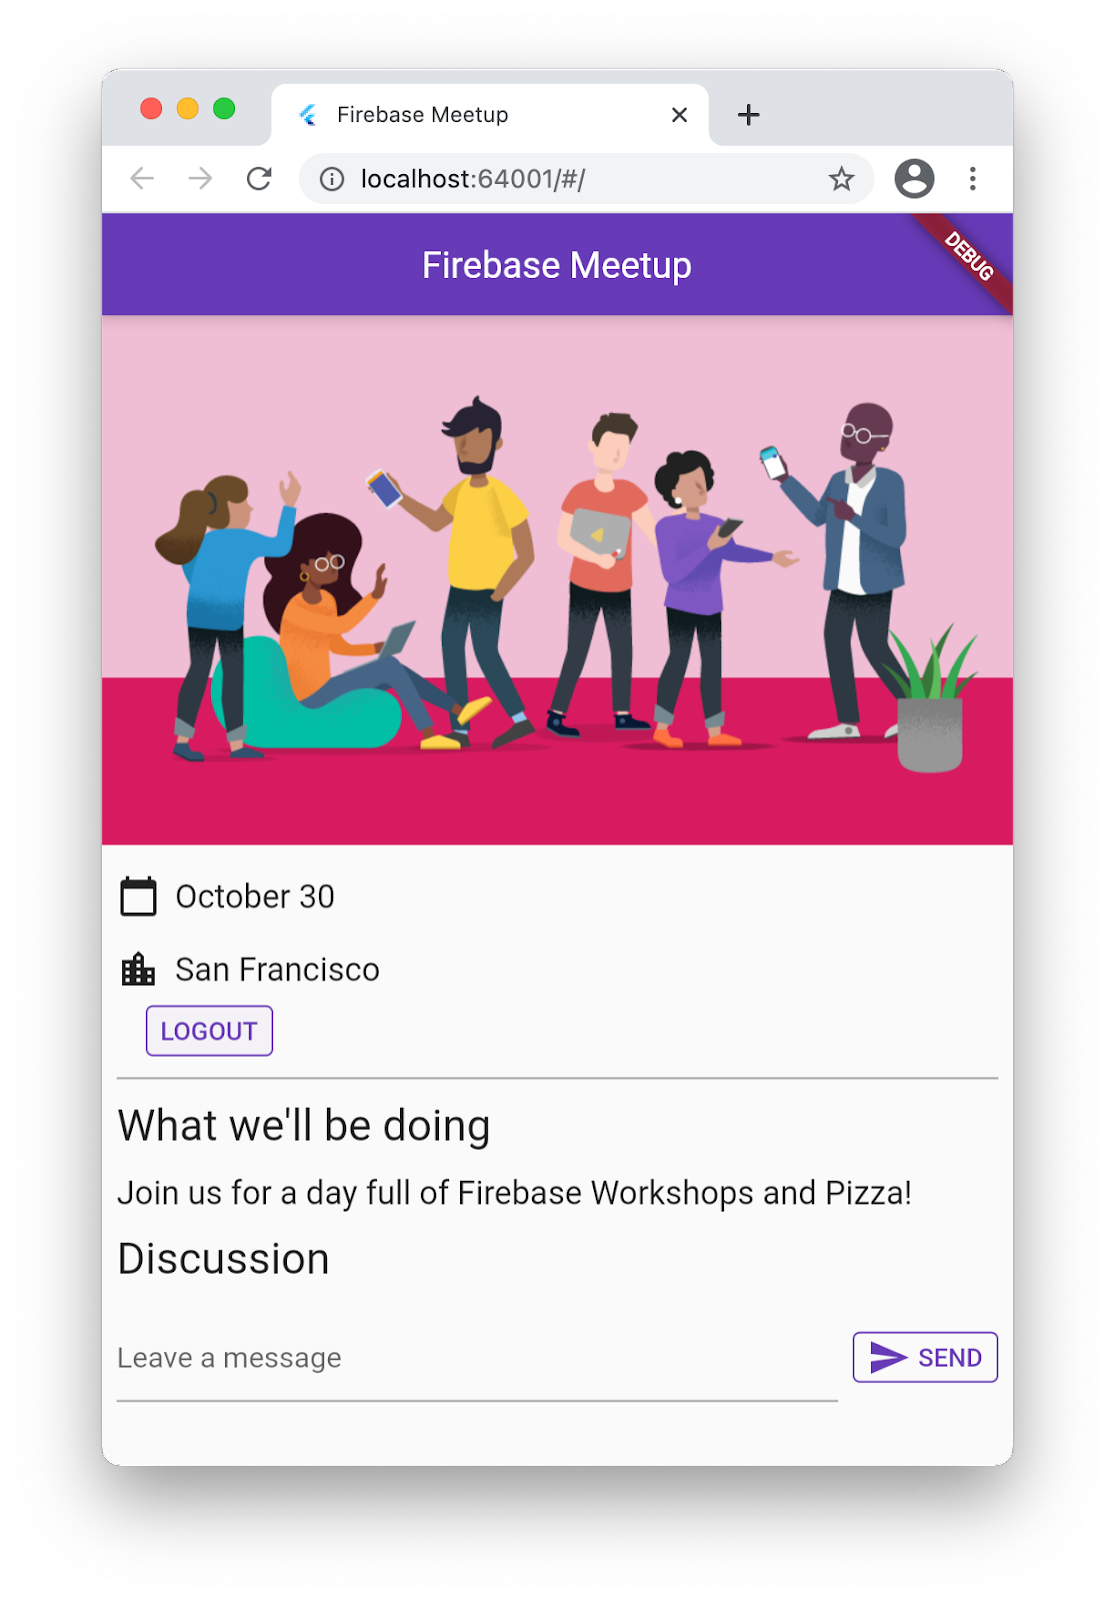 Firebase Meetup
localhost:64001/#/
Firebase Meetup
DEBUG
October 30
San Francisco
LOGOUT
What we'll be doing
Join us for a day full of Firebase Workshops and Pizza!
Discussion
Leave a message
SEND